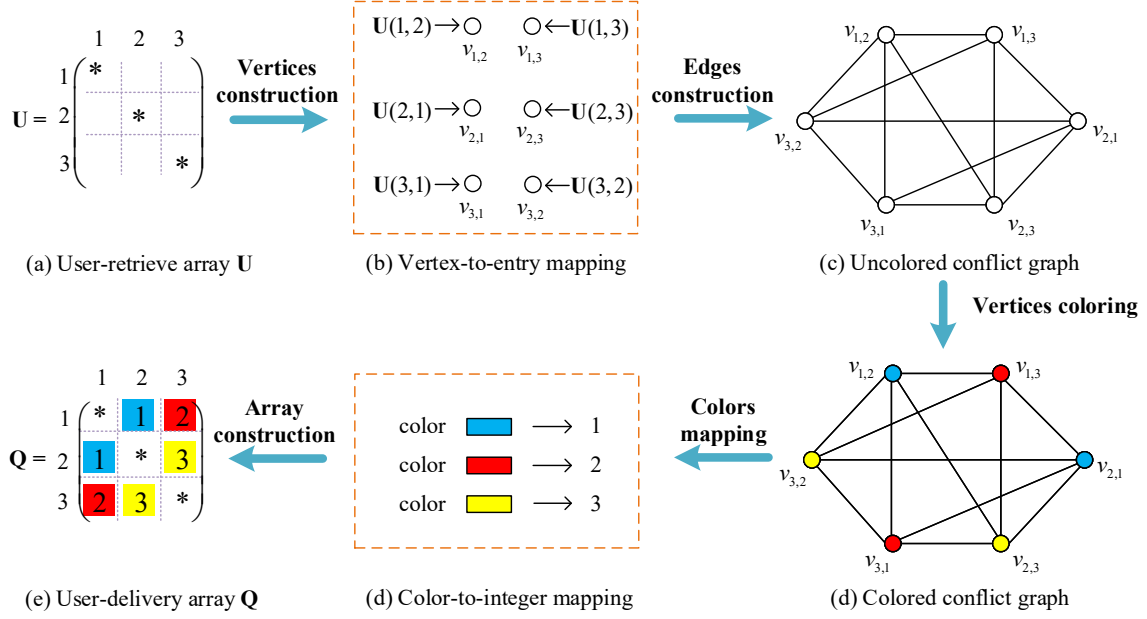 1 2 3
1 *
U = 2 *
3 *
Vertices
construction
U(1,2) U(1,3)
v1,2 v1,3
U(2,1) U(2,3)
v2,1 v2,3
U(3,1) U(3,2)
v3,1 v3,2
Edges
construction
v1,2 v1,3
v3,2 v2,1
v3,1 v2,3
(a) User-retrieve array U
(b) Vertex-to-entry mapping
(c) Uncolored conflict graph
Vertices coloring
1 2 3
1 * 1 2
Q = 2 1 * 3
3 2 3 *
Array
construction
color → 1
color → 2
color → 3
Colors
mapping
v1,2 v1,3
v3,2 v2,1
v3,1 v2,3
(e) User-delivery array Q
(d) Color-to-integer mapping
(d) Colored conflict graph